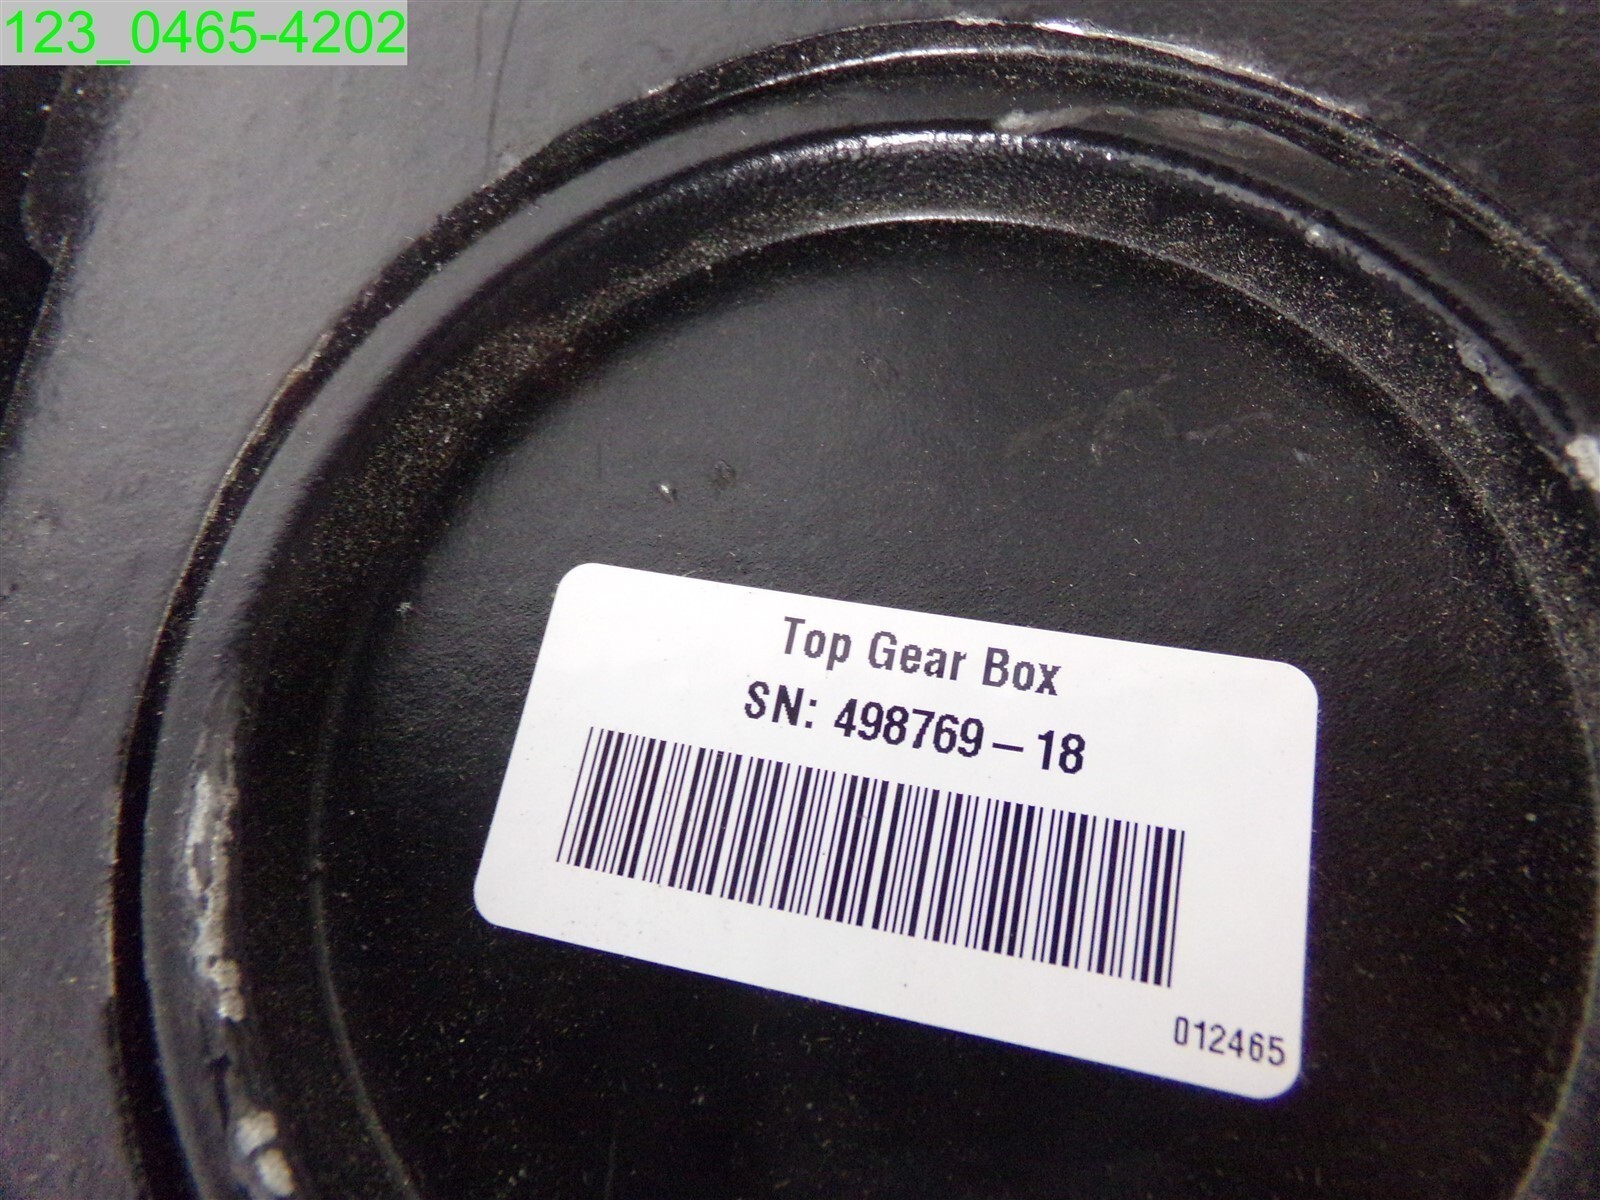 123_0465-4202
Top Gear Box
SN: 498769-18
012465